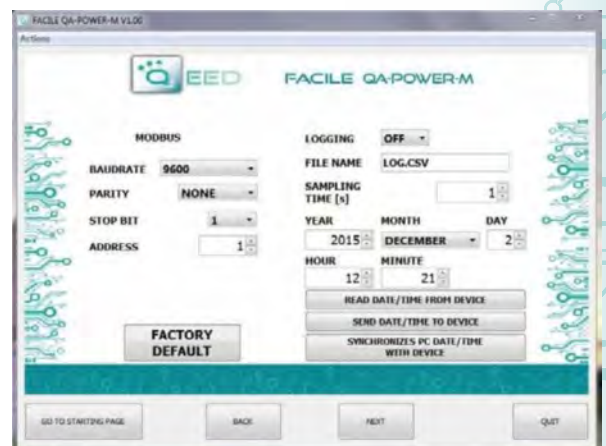 FACILE QA-POWER-M V1.00
Actions
QEED
FACILE QA-POWER-M
MODBUS
BAUDRATE 9600
PARITY NONE
STOP BIT 1
ADDRESS 1
FACTORY
DEFAULT
LOGGING OFF
FILE NAME LOG.CSV
SAMPLING
TIME [s] 1
YEAR MONTH DAY
2015 DECEMBER 2
HOUR MINUTE
12 21
READ DATE/TIME FROM DEVICE
SEND DATE/TIME TO DEVICE
SYNCHRONIZES PC DATE/TIME
WITH DEVICE
GO TO STARTING PAGE BACK NEXT QUIT